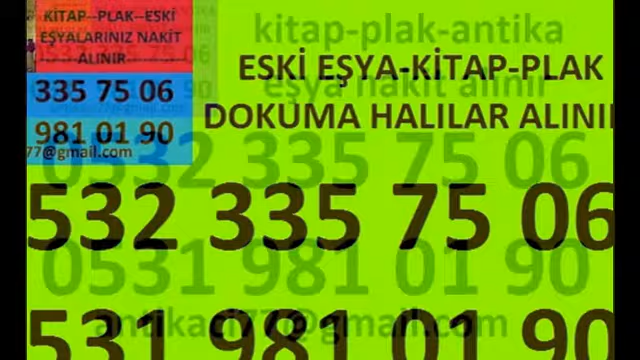 KİTAP--PLAK--ESKİ
EŞYALARINIZ NAKİT
ALINIR
335 75 06
981 01 90
77@gmail.com
kitap-plak-antika
eşya nakit alınır
ESKİ EŞYA-KİTAP-PLAK
DOKUMA HALILAR ALINI
0532 335 75 06
532 335 75 06
0531 981 01 90
antikaci77@gmail.com
531 981 01 90